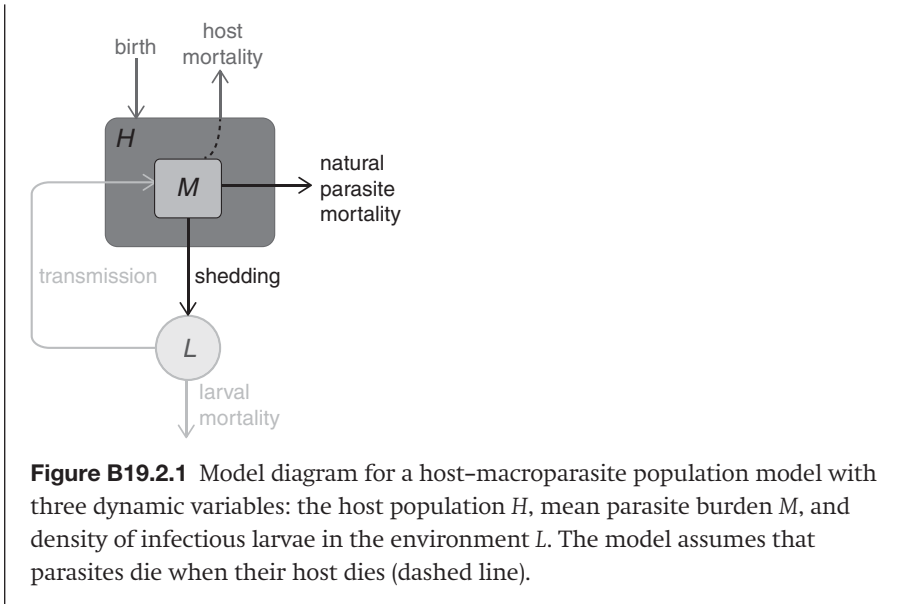 birth
host
mortality
H
M
natural
parasite
mortality
transmission
shedding
L
larval
mortality
Figure B19.2.1 Model diagram for a host–macroparasite population model with
three dynamic variables: the host population H, mean parasite burden M, and
density of infectious larvae in the environment L. The model assumes that
parasites die when their host dies (dashed line).